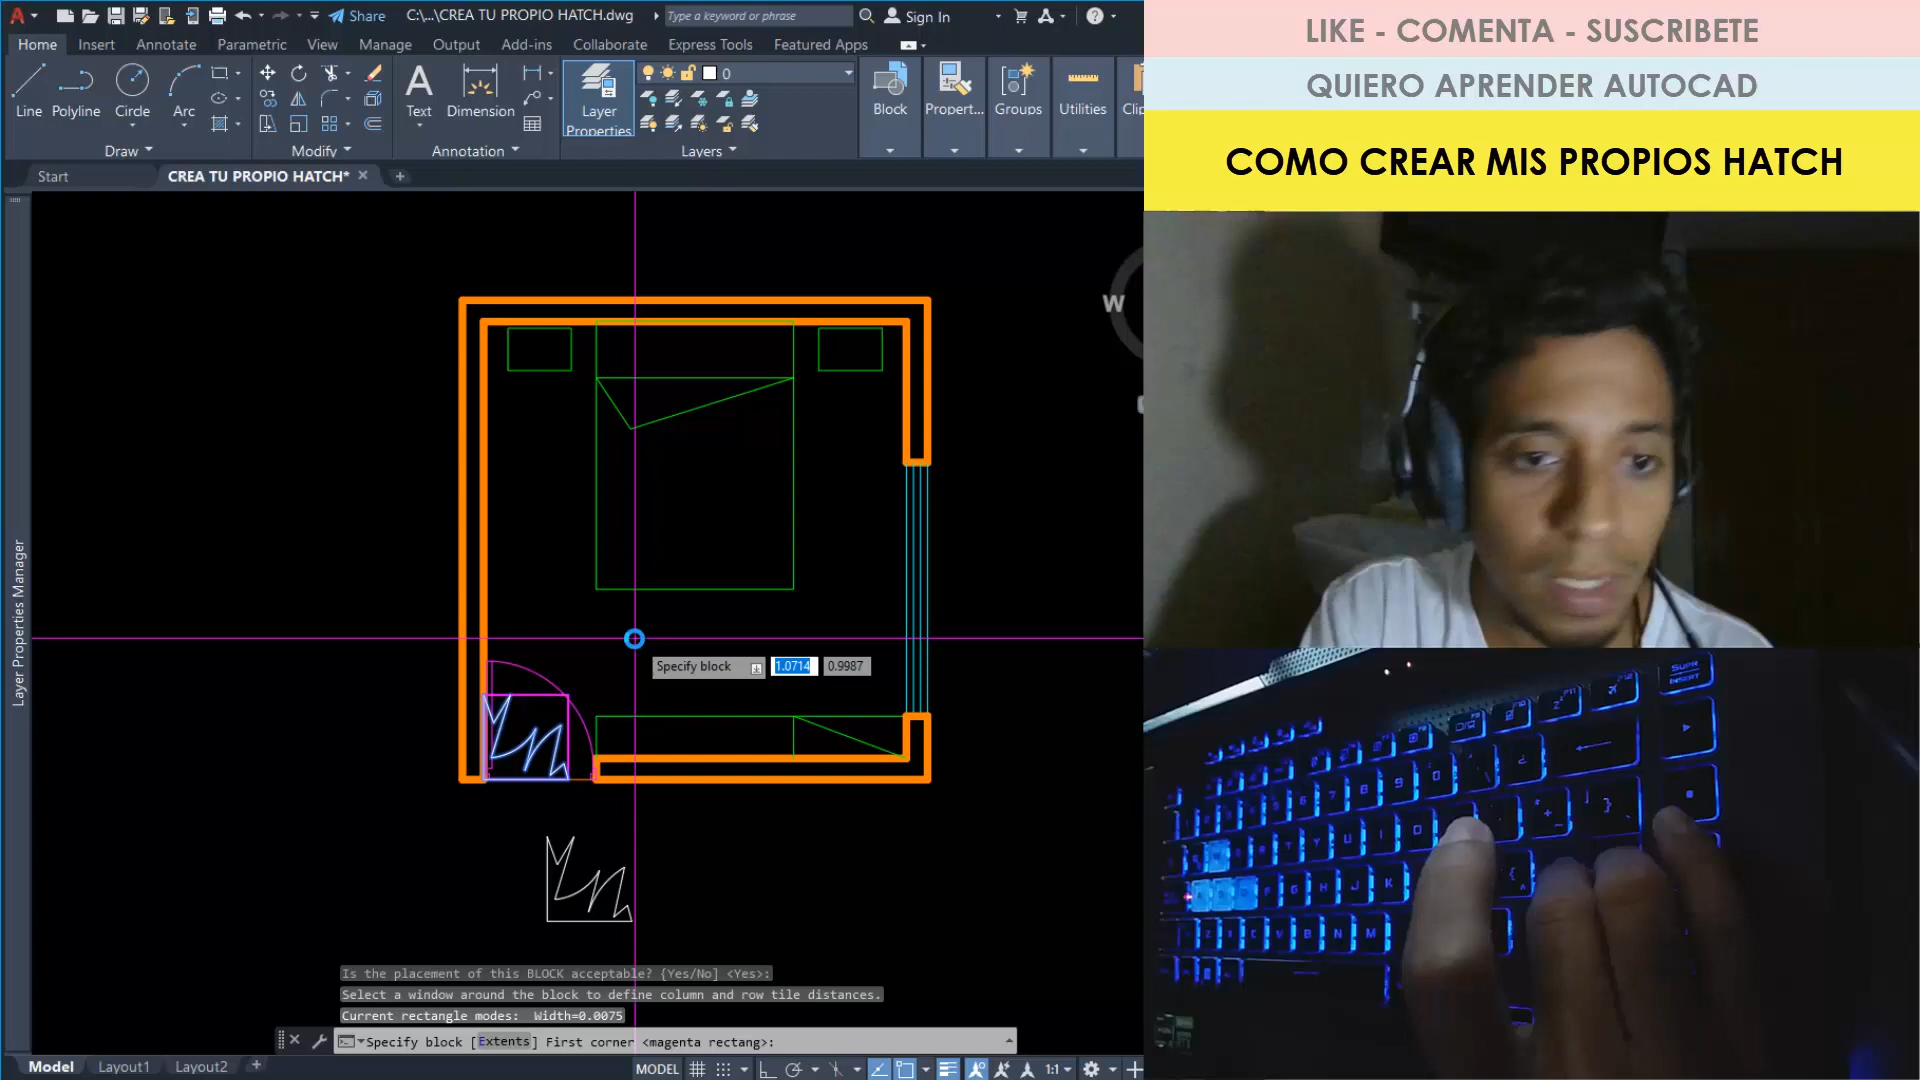 Share
C:\...\CREA TU PROPIO HATCH.dwg
Type a keyword or phrase
Sign In
Home
Insert
Annotate
Parametric
View
Manage
Output
Add-ins
Collaborate
Express Tools
Featured Apps
Line
Polyline
Circle
Arc
Text
Dimension
Layer
Properties
0
Block
Propert...
Groups
Utilities
Draw
Modify
Annotation
Layers
Start
CREA TU PROPIO HATCH*
LIKE - COMENTA - SUSCRIBETE
QUIERO APRENDER AUTOCAD
COMO CREAR MIS PROPIOS HATCH
W
Layer Properties Manager
Specify block
1.0714
0.9987
Is the placement of this BLOCK acceptable? {Yes/No] <Yes>:
Select a window around the block to define column and row tile distances.
Current rectangle modes:  Width=0.0075
Specify block [Extents] First corner <magenta rectang>:
Model
Layout1
Layout2
MODEL
1:1
SUPR
INSERT